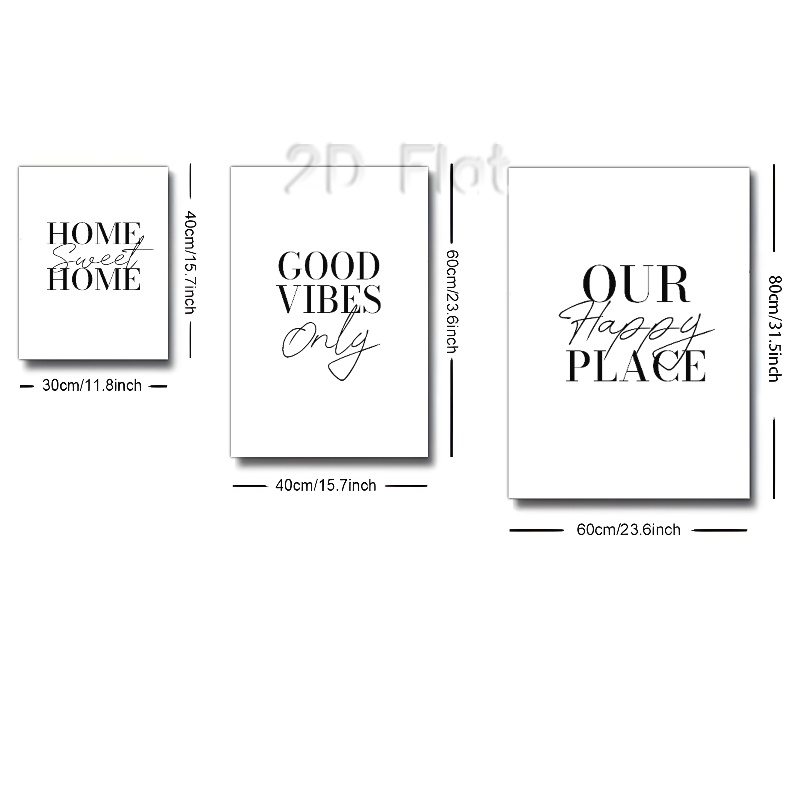 2D Flat
HOME
Sweet
HOME
40cm/15.7inch
30cm/11.8inch
GOOD
VIBES
Only
60cm/23.6inch
40cm/15.7inch
OUR
Happy
PLACE
80cm/31.5inch
60cm/23.6inch